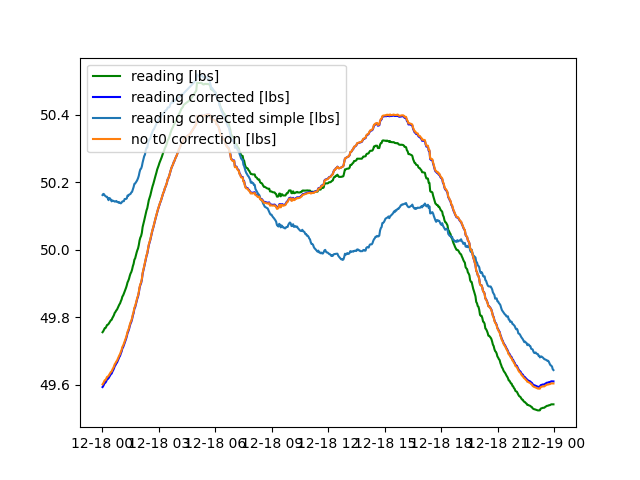 reading [lbs]
reading corrected [lbs]
reading corrected simple [lbs]
no t0 correction [lbs]
50.4
50.2
50.0
49.8
49.6
12-18 00 12-18 03 12-18 06 12-18 09 12-18 12 12-18 15 12-18 18 12-18 21 12-19 00